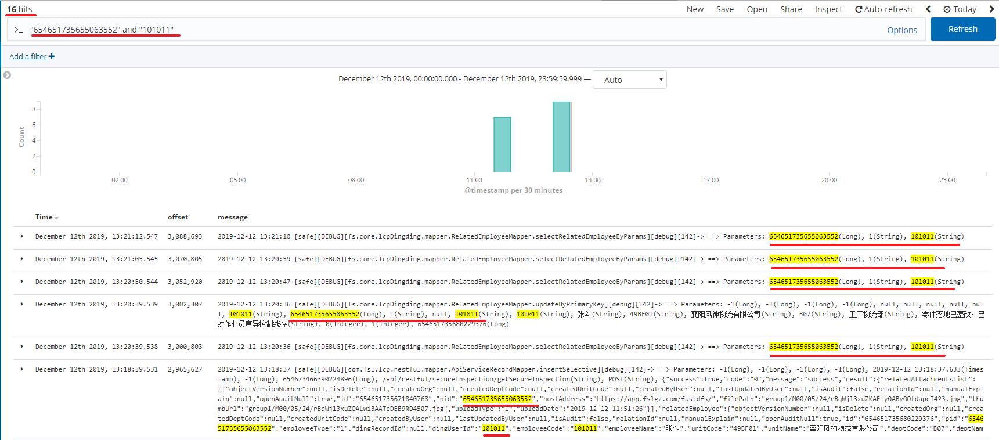 16 hits
New Save Open Share Inspect Auto-refresh Today
>_ "654651735655063552" and "101011" Options Refresh
Add a filter +
December 12th 2019, 00:00:00.000 - December 12th 2019, 23:59:59.999 — Auto
8
6
4
2
0
Count
02:00 05:00 08:00 11:00 14:00 17:00 20:00 23:00
@timestamp per 30 minutes
Time offset message
December 12th 2019, 13:21:12.547 3,088,693 2019-12-12 13:21:10 [safe][DEBUG][fs.core.lcpDingding.mapper.RelatedEmployeeMapper.selectRelatedEmployeeByParams][debug][142]-> ==> Parameters: 654651735655063552(Long), 1(String), 101011(String)
December 12th 2019, 13:21:05.545 3,070,805 2019-12-12 13:20:59 [safe][DEBUG][fs.core.lcpDingding.mapper.RelatedEmployeeMapper.selectRelatedEmployeeByParams][debug][142]-> ==> Parameters: 654651735655063552(Long), 1(String), 101011(String)
December 12th 2019, 13:20:50.544 3,052,920 2019-12-12 13:20:47 [safe][DEBUG][fs.core.lcpDingding.mapper.RelatedEmployeeMapper.selectRelatedEmployeeByParams][debug][142]-> ==> Parameters: 654651735655063552(Long), 1(String), 101011(String)
December 12th 2019, 13:20:39.539 3,002,307 2019-12-12 13:20:36 [safe][DEBUG][fs.core.lcpDingding.mapper.RelatedEmployeeMapper.updateByPrimaryKey][debug][142]-> ==> Parameters: -1(Long), -1(Long), -1(Long), -1(Long), null, null, null, null, nul
l, 101011(String), 654651735655063552(Long), 1(String), null, 101011(String), 101011(String), 张斗(String), 49BF01(String), 襄阳风神物流有限公司(String), B07(String), 工厂物流部(String), 零件落地已整改，已
对作业员宣导控制线存(String), 0(Integer), 1(Integer), 654651735680229376(Long)
December 12th 2019, 13:20:39.538 3,000,803 2019-12-12 13:20:36 [safe][DEBUG][fs.core.lcpDingding.mapper.RelatedEmployeeMapper.selectRelatedEmployeeByParams][debug][142]-> ==> Parameters: 654651735655063552(Long), 1(String), 101011(String)
December 12th 2019, 13:18:39.531 2,965,627 2019-12-12 13:18:37 [safe][DEBUG][com.fsl.lcp.restful.mapper.ApiServiceRecordMapper.insertSelective][debug][142]-> ==> Parameters: -1(Long), -1(Long), -1(Long), -1(Long), 2019-12-12 13:18:37.633(Times
tamp), -1(Long), 654673466390224896(Long), /api/restful/secureInspection/getSecureInspection(String), POST(String), {"success":true,"code":"0","message":"success","result":{"relatedAttachmentsList":
[{"objectVersionNumber":null,"isDelete":null,"createdOrg":null,"createdDeptCode":null,"createdUnitCode":null,"createdByUser":null,"lastUpdatedByUser":null,"isAudit":false,"relationId":null,"manualExpl
ain":null,"openAuditNull":true,"id":"654651735671840768","pid":"654651735655063552","hostAddress":"https://app.fslgz.com/fastdfs/","filePath":"group1/M00/05/24/rBqWjl3xuZKAE-y0AByOOtdapcI423.jpg","thu
mbUrl":"group1/M00/05/24/rBqWjl3xuZOALwi3AATeDEB9RD4507.jpg","uploadType":"1","uploadDate":"2019-12-12 11:51:26"}],"relatedEmployee":{"objectVersionNumber":null,"isDelete":null,"createdOrg":null,"crea
tedDeptCode":null,"createdUnitCode":null,"createdByUser":null,"lastUpdatedByUser":null,"isAudit":false,"relationId":null,"manualExplain":null,"openAuditNull":true,"id":"654651735680229376","pid":"6546
51735655063552","employeeType":"1","dingRecordId":null,"dingUserId":"101011","employeeCode":"101011","employeeName":"张斗","unitCode":"49BF01","unitName":"襄阳风神物流有限公司","deptCode":"B07","deptNam